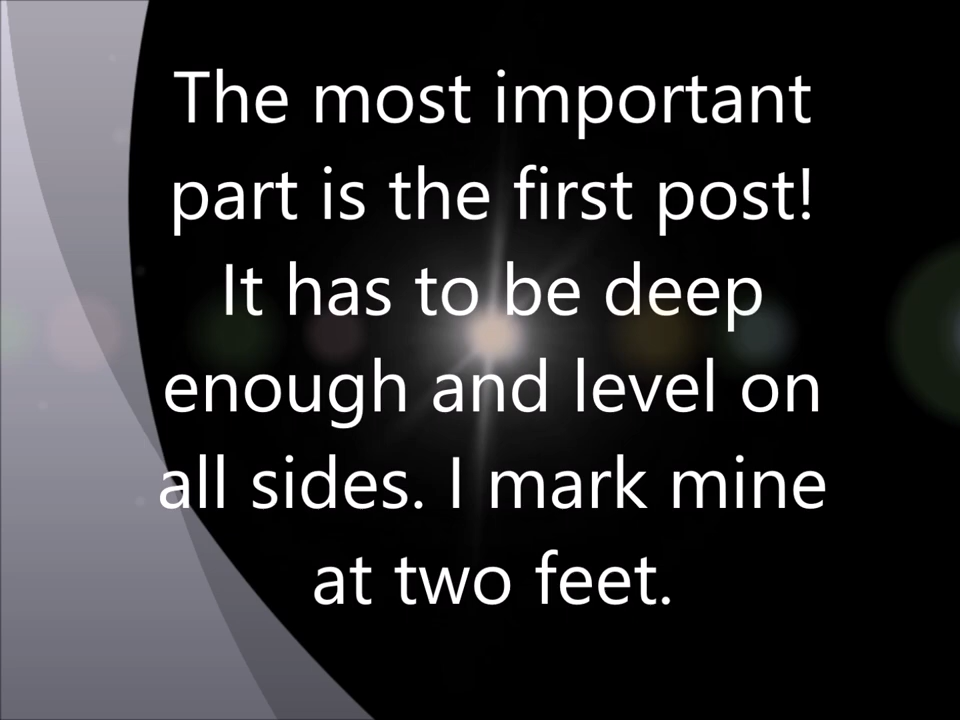 The most important
part is the first post!
It has to be deep
enough and level on
all sides. I mark mine
at two feet.